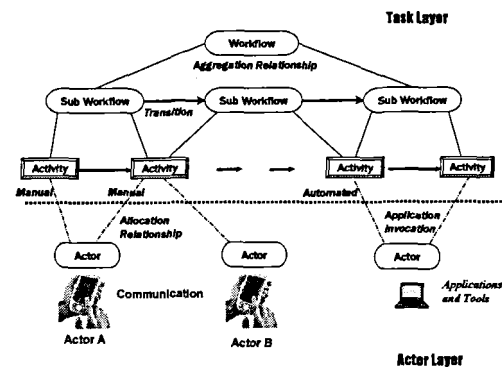 Task Layer
Workflow
Aggregation Relationship
Sub Workflow
Transition
Sub Workflow
Sub Workflow
Activity
Activity
Activity
Activity
Manual
Manual
Automated
Allocation
Relationship
Application
Invocation
Actor
Actor
Actor
Communication
Applications
and Tools
Actor A
Actor B
Actor Layer